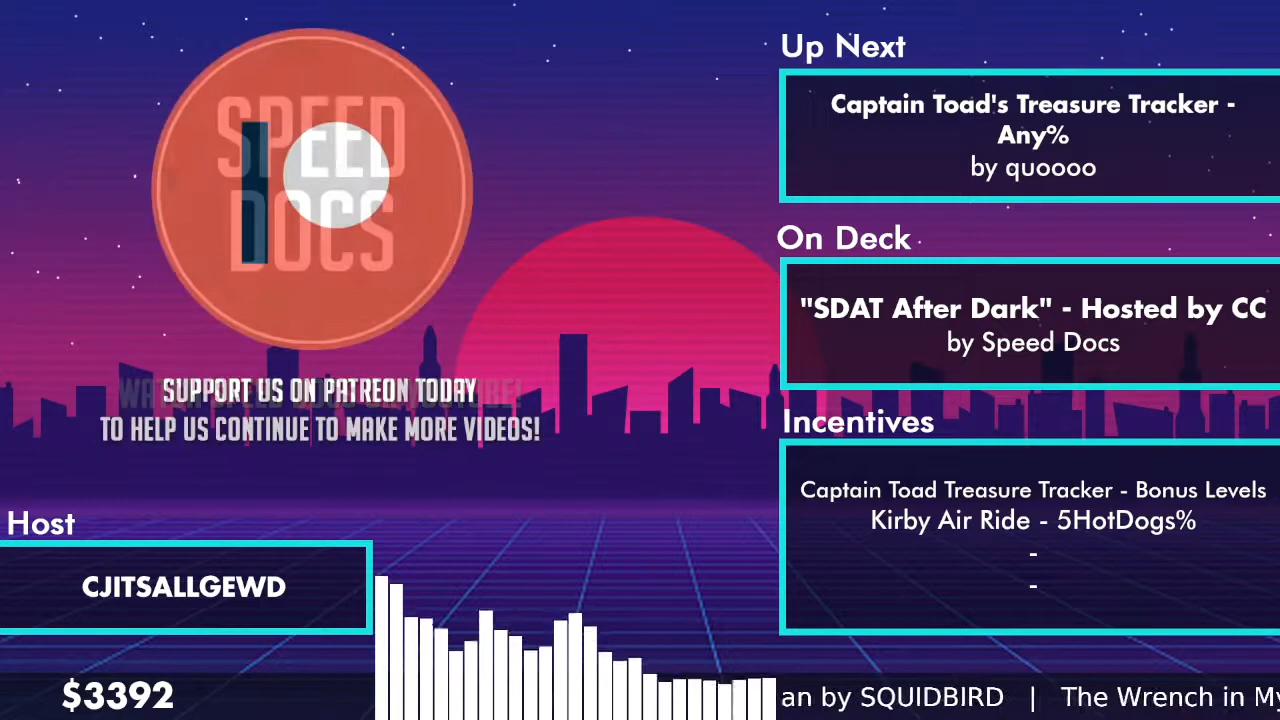 SPEED
DOCS
SUPPORT US ON PATREON TODAY
TO HELP US CONTINUE TO MAKE MORE VIDEOS!
Up Next
Captain Toad's Treasure Tracker -
Any%
by quoooo
On Deck
"SDAT After Dark" - Hosted by CC
by Speed Docs
Incentives
Captain Toad Treasure Tracker - Bonus Levels
Kirby Air Ride - 5HotDogs%
-
-
Host
CJITSALLGEWD
$3392
an by SQUIDBIRD | The Wrench in My